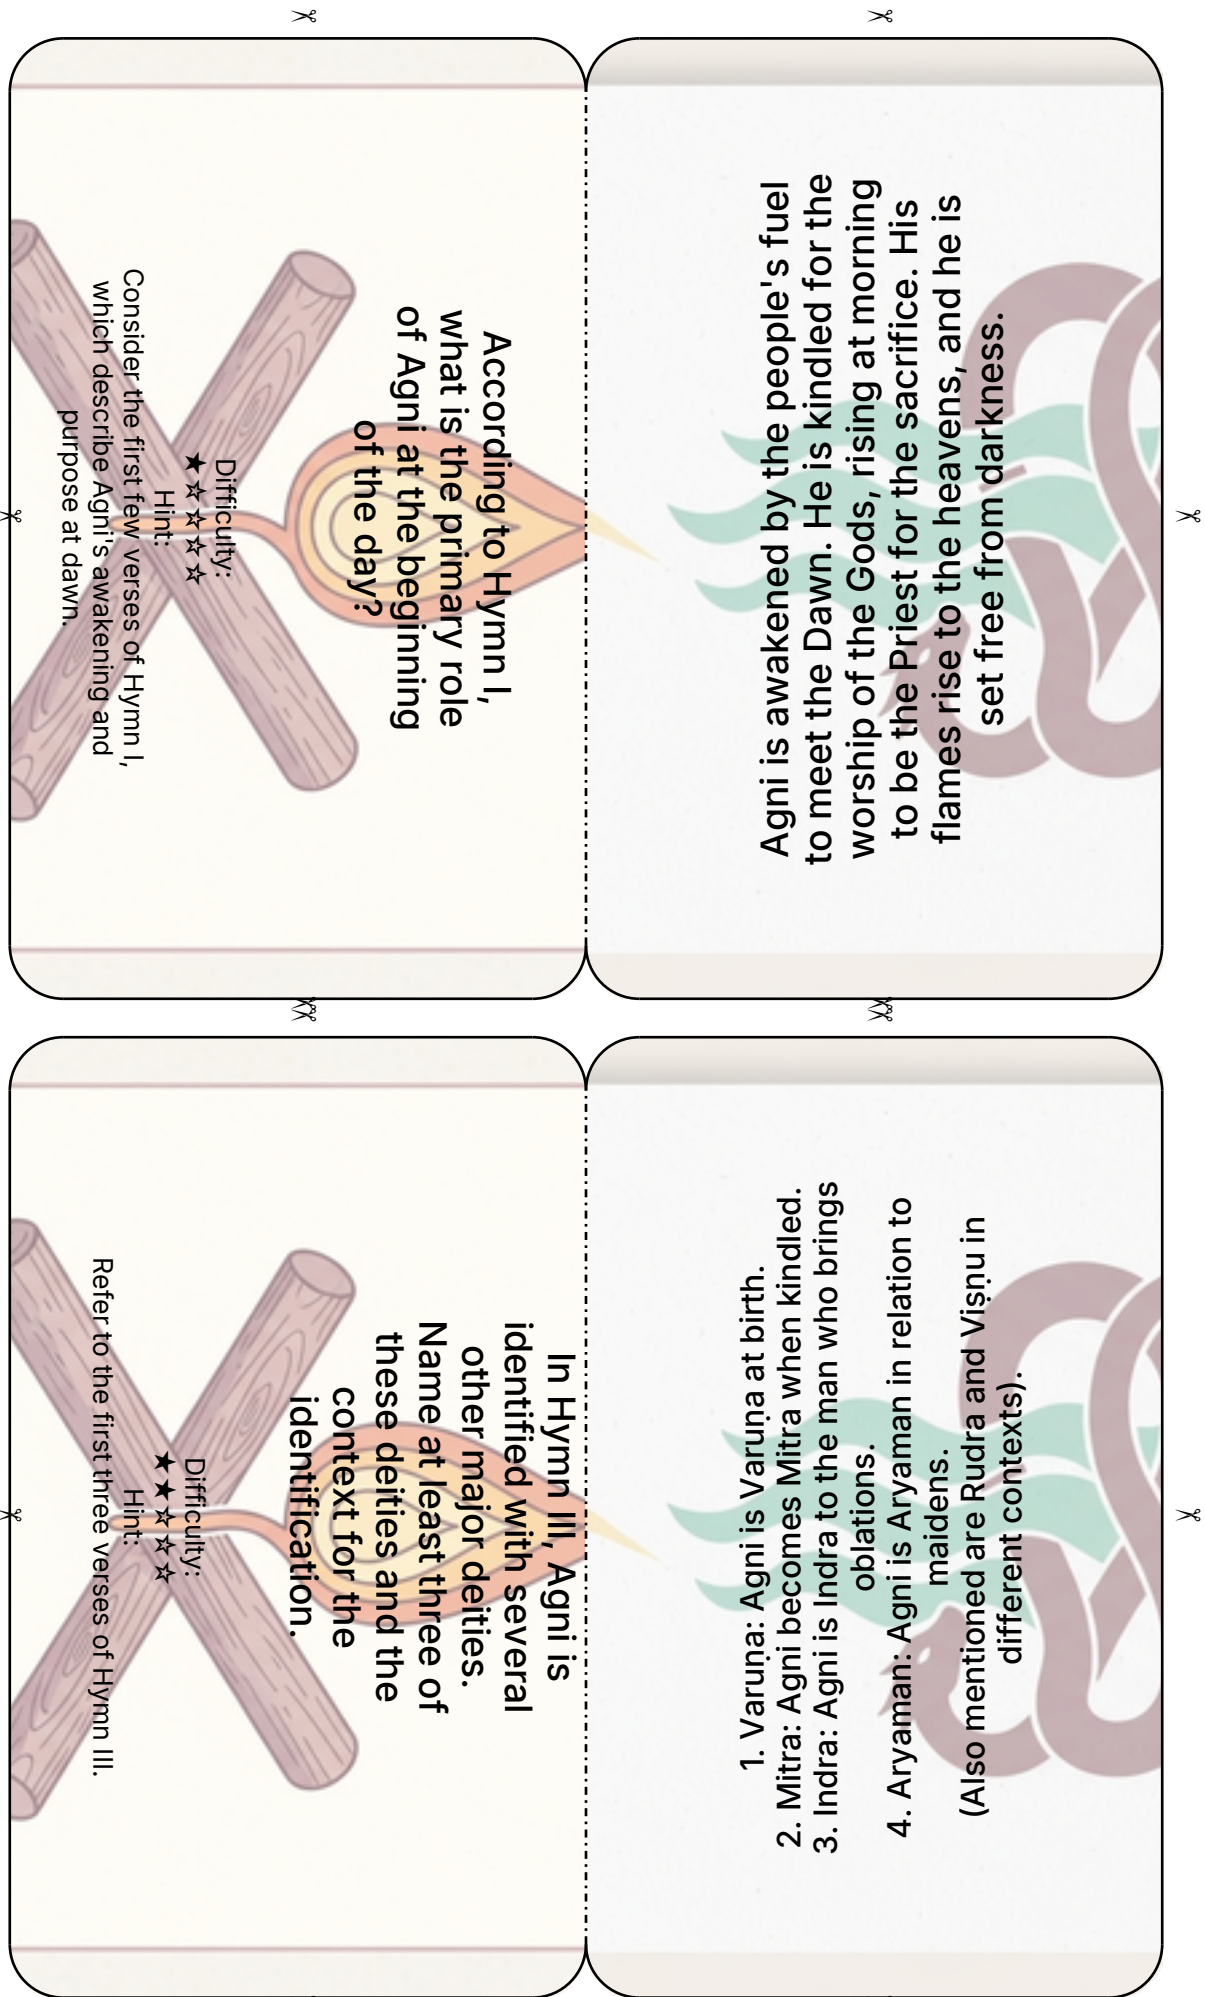 According to Hymn I,
what is the primary role
of Agni at the beginning
of the day?
Difficulty:
★☆☆☆☆
Hint:
Consider the first few verses of Hymn I,
which describe Agni's awakening and
purpose at dawn.
Agni is awakened by the people's fuel
to meet the Dawn. He is kindled for the
worship of the Gods, rising at morning
to be the Priest for the sacrifice. His
flames rise to the heavens, and he is
set free from darkness.
In Hymn III, Agni is
identified with several
other major deities.
Name at least three of
these deities and the
context for the
identification.
Difficulty:
★★☆☆☆
Hint:
Refer to the first three verses of Hymn III.
1. Varuṇa: Agni is Varuṇa at birth.
2. Mitra: Agni becomes Mitra when kindled.
3. Indra: Agni is Indra to the man who brings
oblations.
4. Aryaman: Agni is Aryaman in relation to
maidens.
(Also mentioned are Rudra and Viṣṇu in
different contexts).